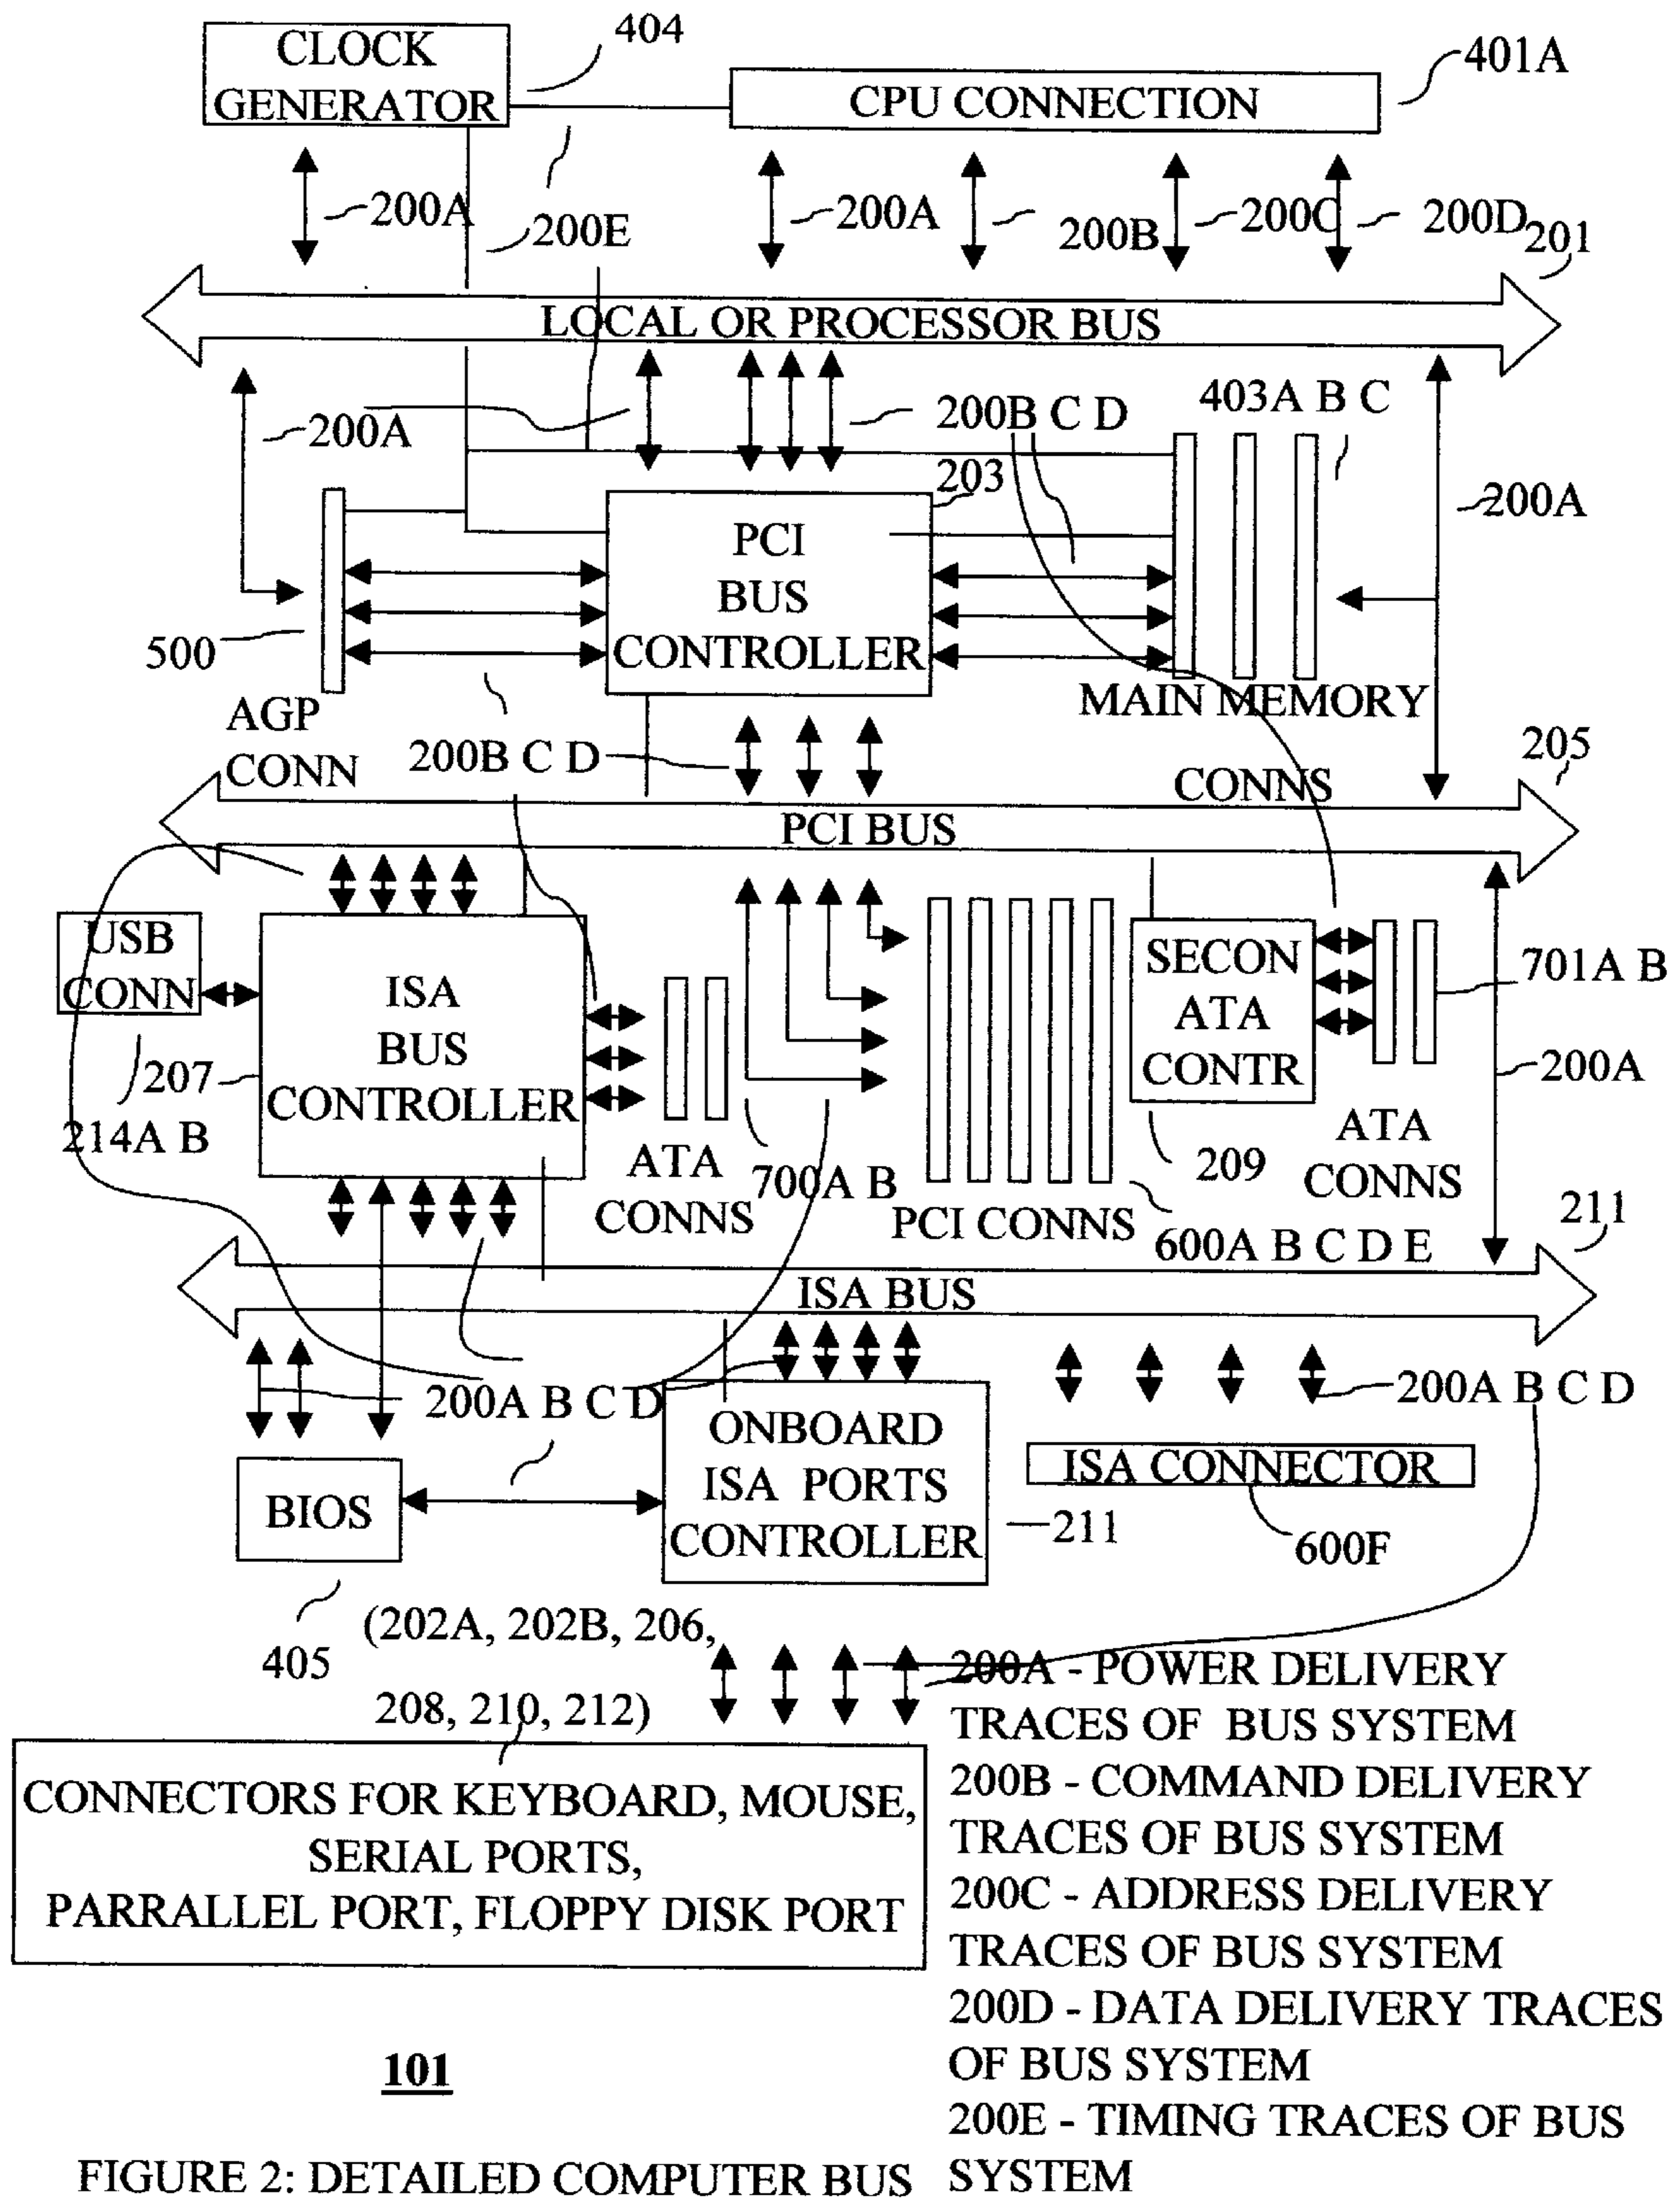 CLOCK
GENERATOR
404
CPU CONNECTION
401A
200A
200E
200A
200B
200C
200D
201
LOCAL OR PROCESSOR BUS
200A
200B C D
403A B C
203
200A
PCI
BUS
CONTROLLER
500
AGP
CONN
MAIN MEMORY
CONNS
200B C D
205
PCI BUS
USB
CONN
ISA
BUS
CONTROLLER
207
214A B
ATA
CONNS
700A B
PCI CONNS
600A B C D E
SECON
ATA
CONTR
209
701A B
200A
ATA
CONNS
211
ISA BUS
200A B C D
200A B C D
BIOS
405
ONBOARD
ISA PORTS
CONTROLLER
211
ISA CONNECTOR
600F
(202A, 202B, 206,
208, 210, 212)
CONNECTORS FOR KEYBOARD, MOUSE,
SERIAL PORTS,
PARRALLEL PORT, FLOPPY DISK PORT
200A - POWER DELIVERY
TRACES OF BUS SYSTEM
200B - COMMAND DELIVERY
TRACES OF BUS SYSTEM
200C - ADDRESS DELIVERY
TRACES OF BUS SYSTEM
200D - DATA DELIVERY TRACES
OF BUS SYSTEM
200E - TIMING TRACES OF BUS
SYSTEM
101
FIGURE 2: DETAILED COMPUTER BUS